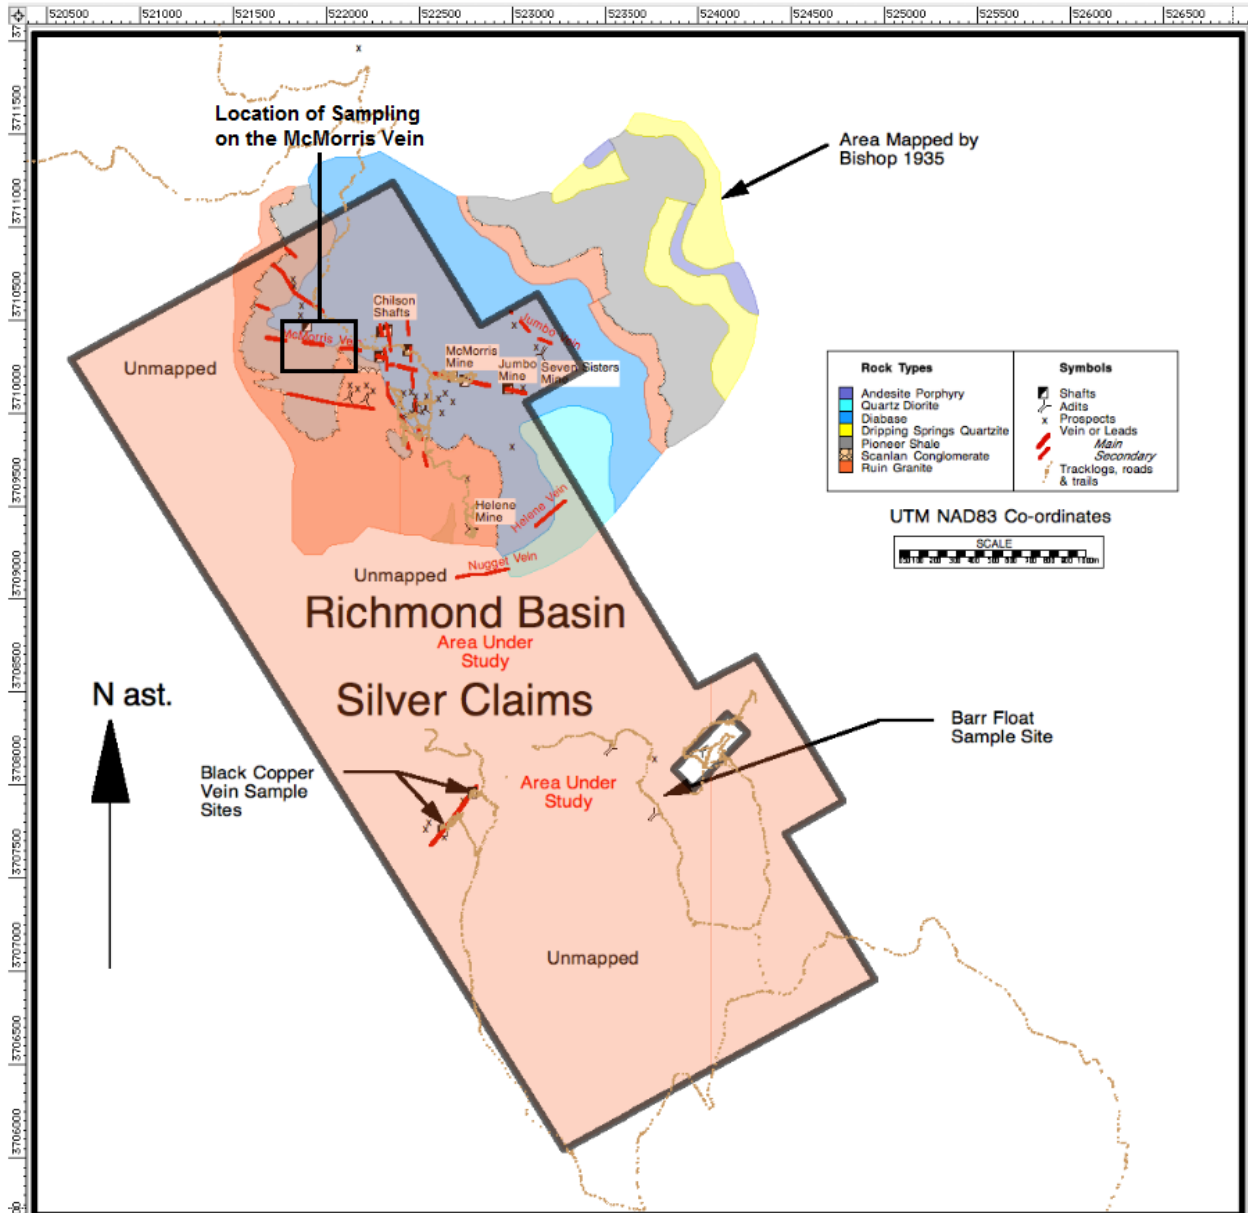 520500 521000 521500 522000 522500 523000 523500 524000 524500 525000 525500 526000 526500
3711500
3711000
3710500
3710000
3709500
3709000
3708500
3708000
3707500
3707000
3706500
3706000
Location of Sampling
on the McMorris Vein
Area Mapped by
Bishop 1935
Chilson
Shafts
Jumbo Vein
McMorris Vein
McMorris
Mine
Jumbo
Mine
Seven Sisters
Mine
Unmapped
Helene
Mine
Helene Vein
Nugget Vein
Unmapped
Rock Types
Andesite Porphyry
Quartz Diorite
Diabase
Dripping Springs Quartzite
Pioneer Shale
Scanlan Conglomerate
Ruin Granite
Symbols
Shafts
Adits
x Prospects
Vein or Leads
Main
Secondary
Tracklogs, roads
& trails
UTM NAD83 Co-ordinates
SCALE
Richmond Basin
Area Under
Study
Silver Claims
N ast.
Black Copper
Vein Sample
Sites
Area Under
Study
Barr Float
Sample Site
Unmapped